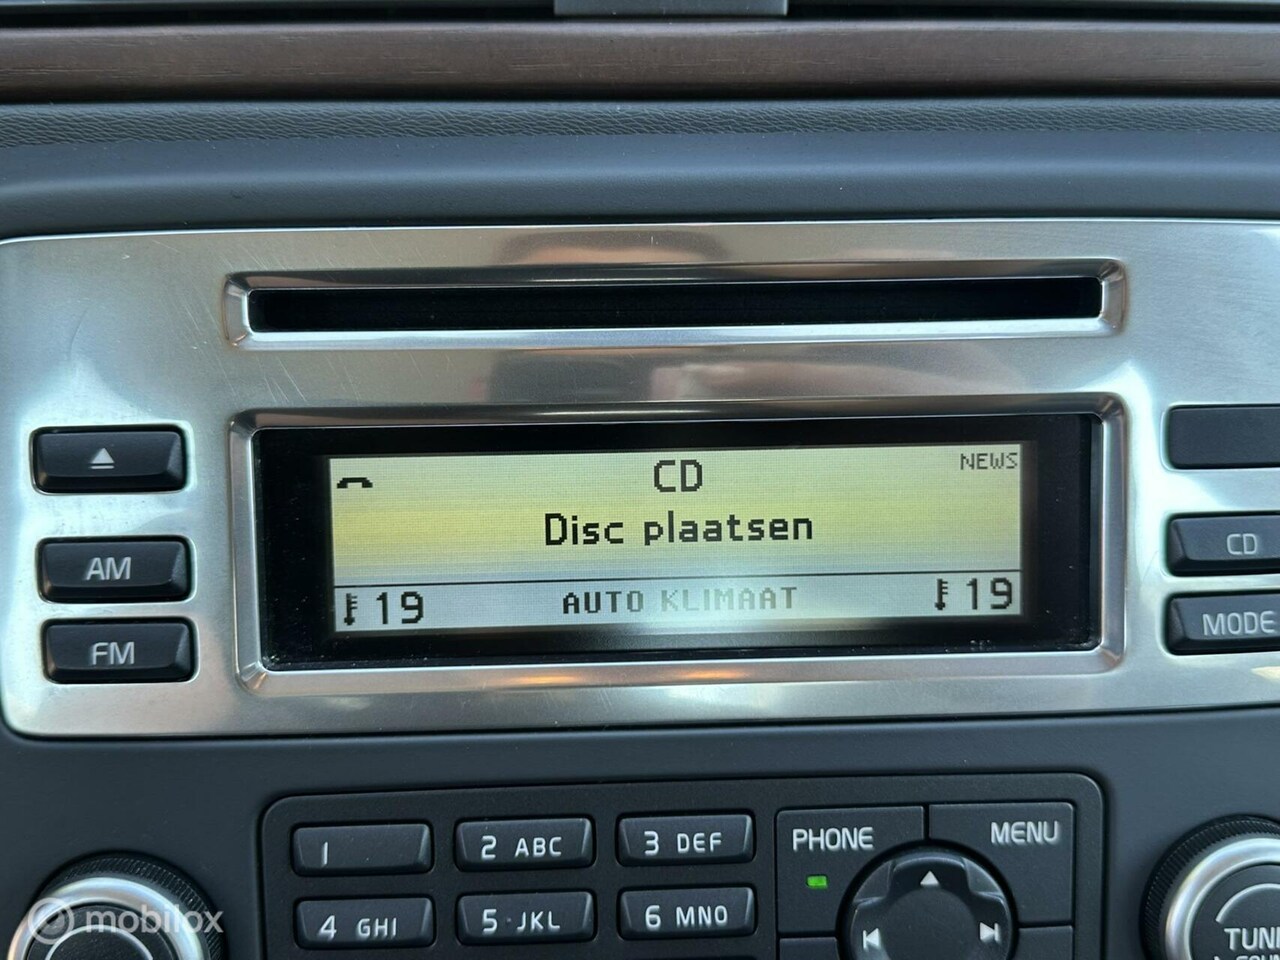 CD
NEWS
Disc plaatsen
19 AUTO KLIMAAT 19
AM
FM
CD
MODE
1
2 ABC
3 DEF
4 GHI
5 JKL
6 MNO
PHONE
MENU
TUNE
mobilox